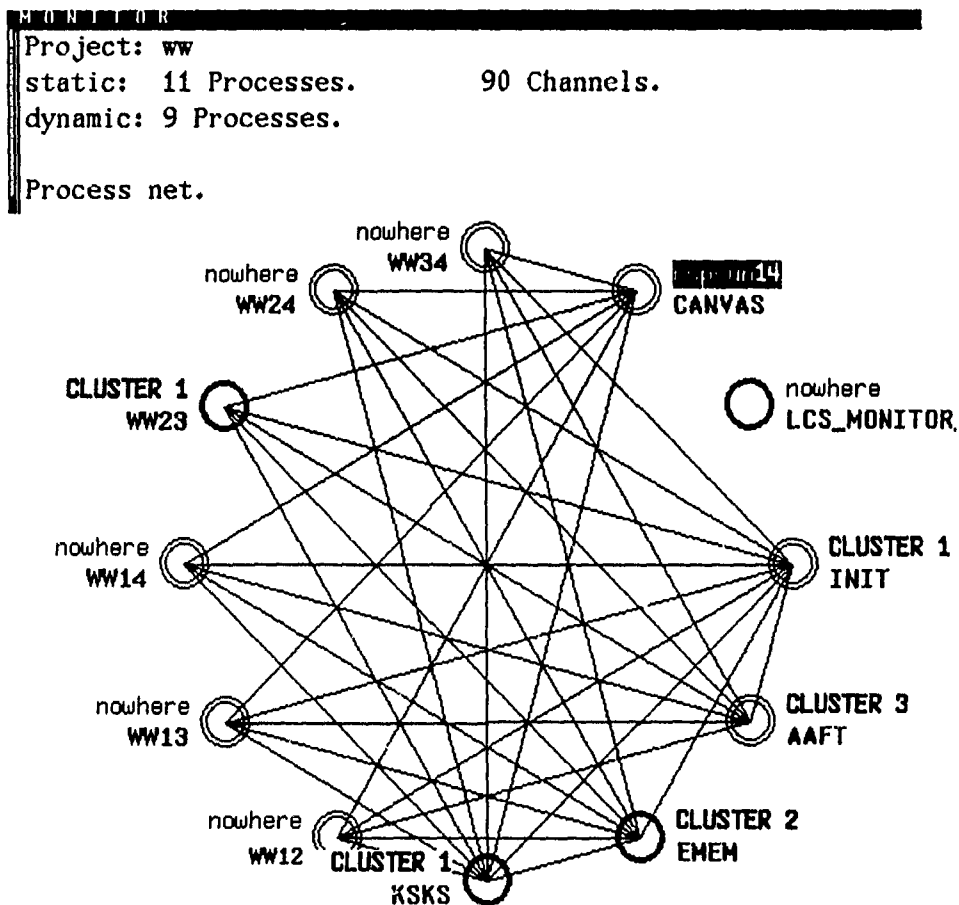 MONITOR
Project: ww
static: 11 Processes. 90 Channels.
dynamic: 9 Processes.
Process net.
nowhere
WW34
nowhere
WW24
CANVAS
CLUSTER 1
WW23
nowhere
LCS_MONITOR
nowhere
WW14
CLUSTER 1
INIT
nowhere
WW13
CLUSTER 3
AAFT
nowhere
WW12
CLUSTER 2
EMEM
CLUSTER 1
KSKS